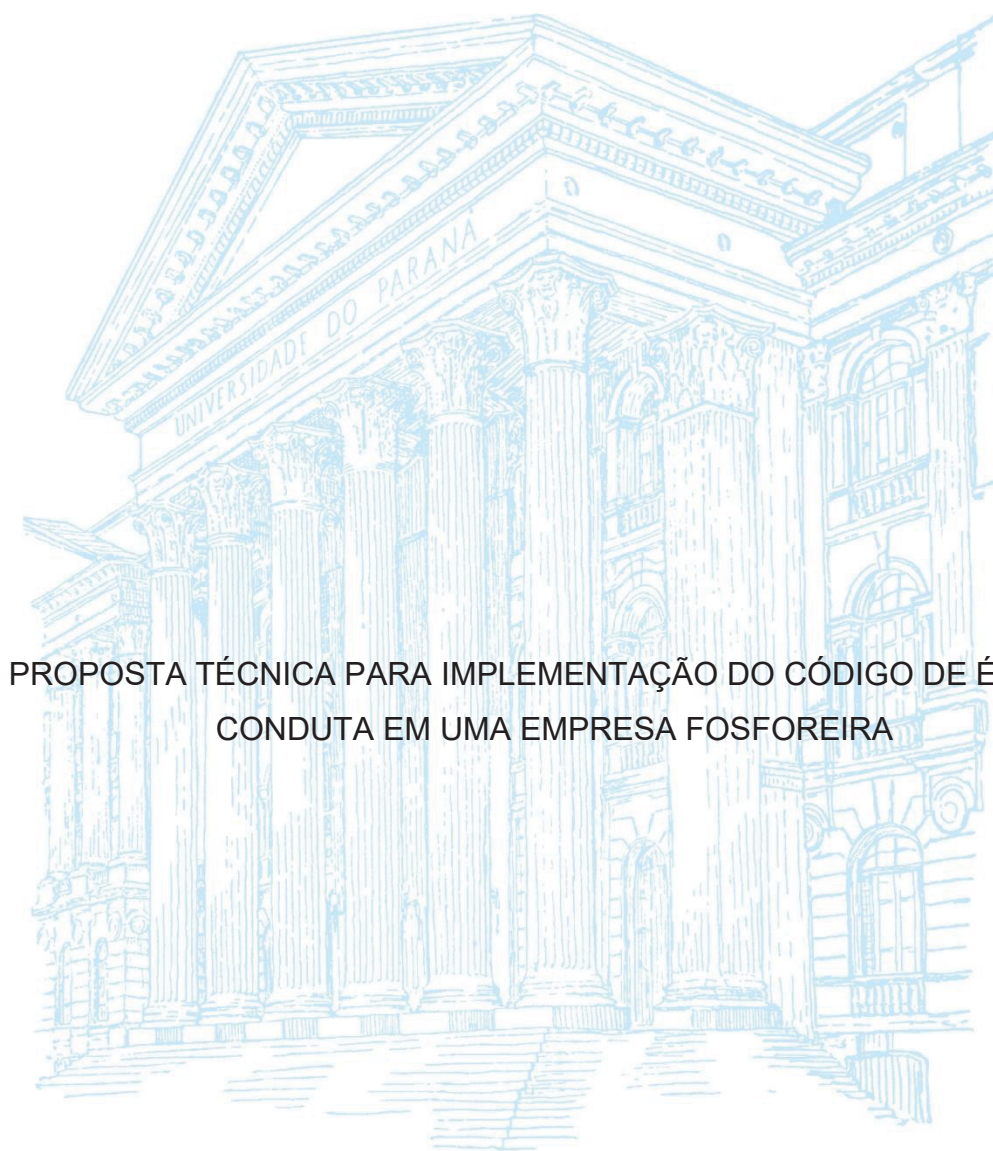 UNIVERSIDADE DO PARANÁ
PROPOSTA TÉCNICA PARA IMPLEMENTAÇÃO DO CÓDIGO DE É
CONDUTA EM UMA EMPRESA FOSFOREIRA